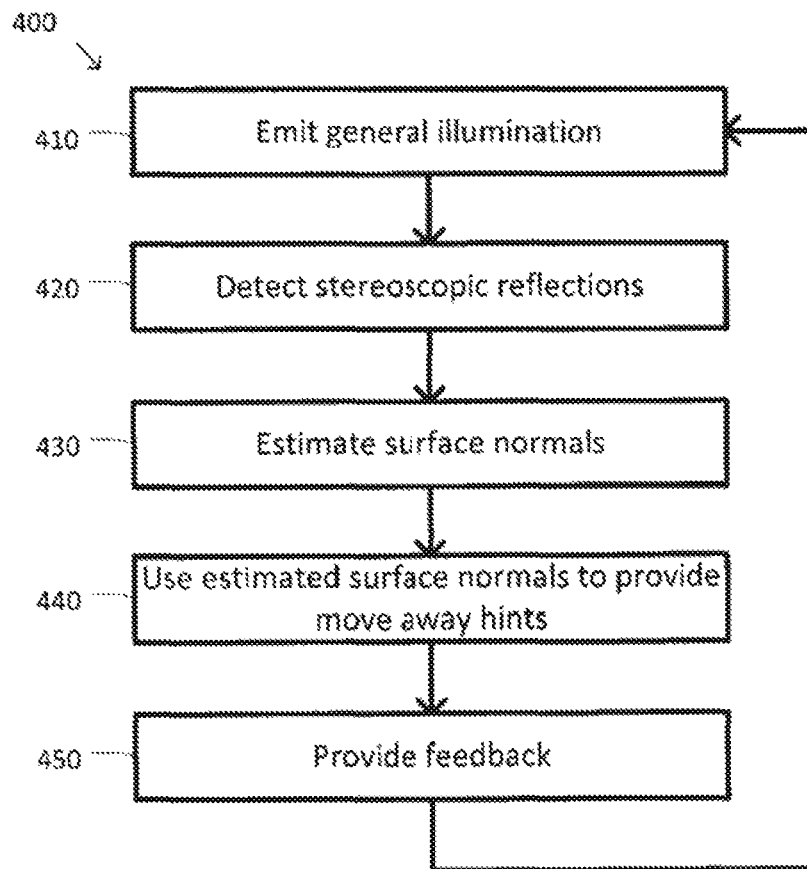 400
410
Emit general illumination
420
Detect stereoscopic reflections
430
Estimate surface normals
440
Use estimated surface normals to provide
move away hints
450
Provide feedback